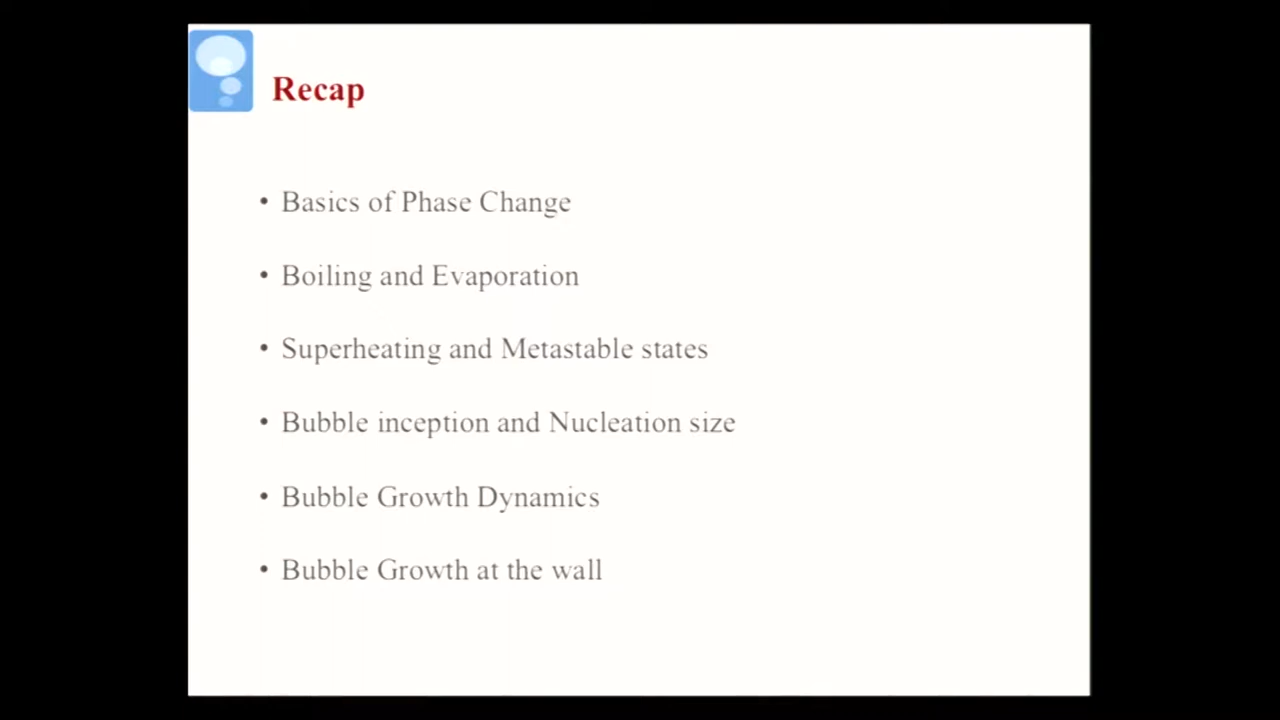 Recap
• Basics of Phase Change
• Boiling and Evaporation
• Superheating and Metastable states
• Bubble inception and Nucleation size
• Bubble Growth Dynamics
• Bubble Growth at the wall